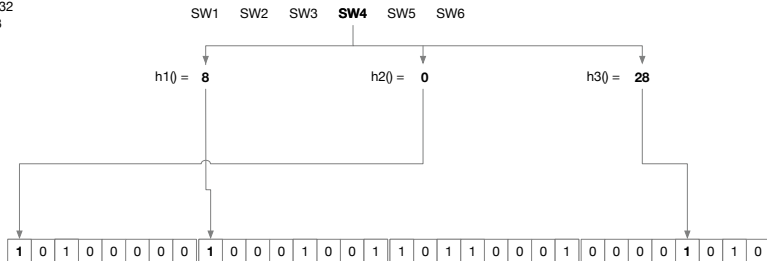 32
SW1 SW2 SW3 SW4 SW5 SW6
h1() = 8 h2() = 0 h3() = 28
1 0 1 0 0 0 0 0 1 0 0 0 1 0 0 1 1 0 1 1 0 0 0 1 0 0 0 0 1 0 1 0